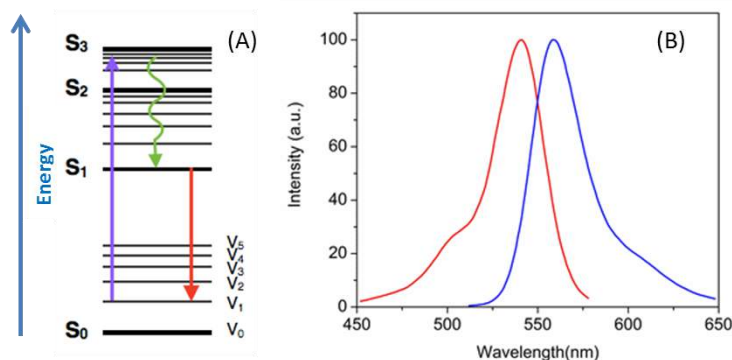 (A)
Energy
S3
S2
S1
S0
V5
V4
V3
V2
V1
V0
(B)
Intensity (a.u.)
100
80
60
40
20
0
450 500 550 600 650
Wavelength(nm)